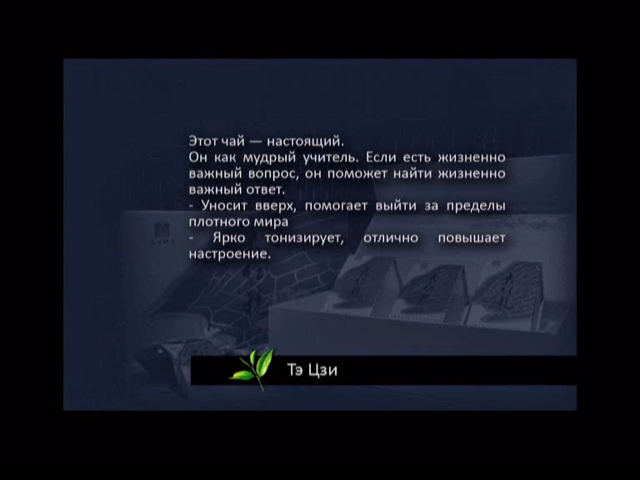 Этот чай — настоящий.
Он как мудрый учитель. Если есть жизненно
важный вопрос, он поможет найти жизненно
важный ответ.
- Уносит вверх, помогает выйти за пределы
плотного мира
- Ярко тонизирует, отлично повышает
настроение.
Тэ Цзи